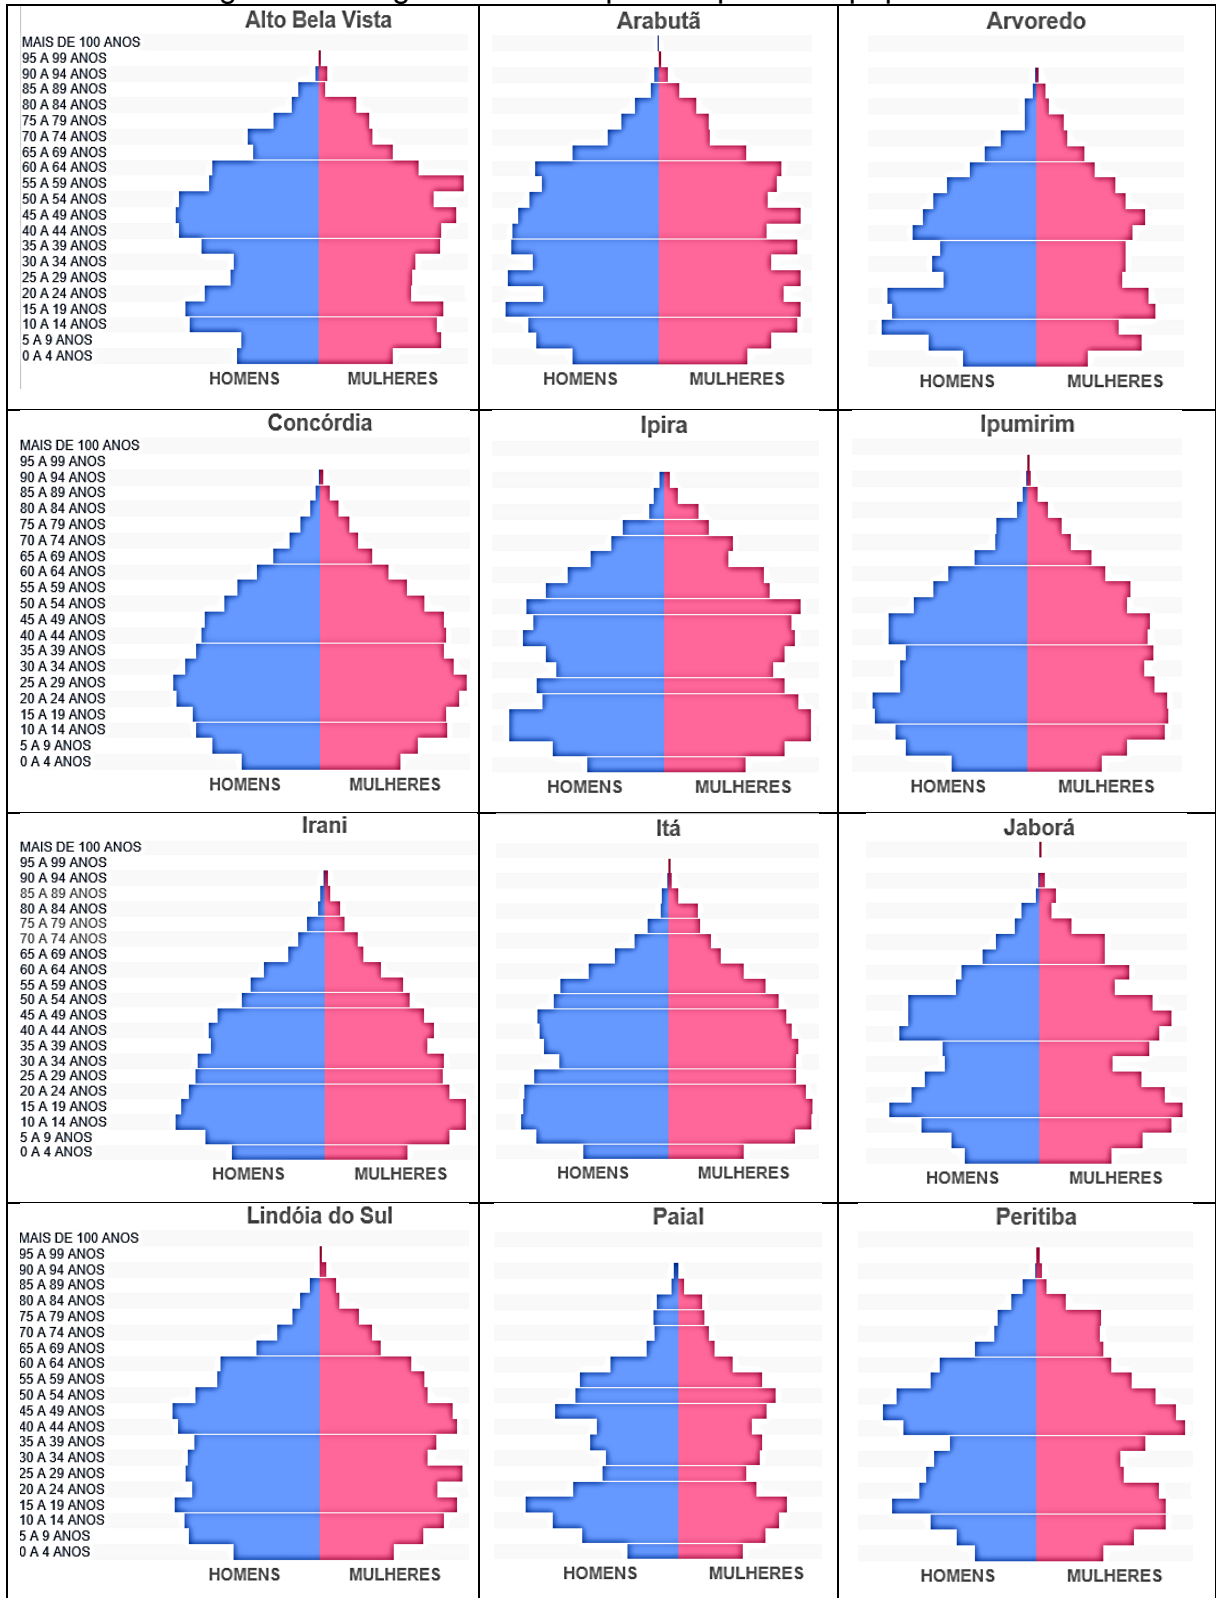 Alto Bela Vista
Arabutã
Arvoredo
MAIS DE 100 ANOS
95 A 99 ANOS
90 A 94 ANOS
85 A 89 ANOS
80 A 84 ANOS
75 A 79 ANOS
70 A 74 ANOS
65 A 69 ANOS
60 A 64 ANOS
55 A 59 ANOS
50 A 54 ANOS
45 A 49 ANOS
40 A 44 ANOS
35 A 39 ANOS
30 A 34 ANOS
25 A 29 ANOS
20 A 24 ANOS
15 A 19 ANOS
10 A 14 ANOS
5 A 9 ANOS
0 A 4 ANOS
HOMENS MULHERES
HOMENS MULHERES
HOMENS MULHERES
Concórdia
Ipira
Ipumirim
MAIS DE 100 ANOS
95 A 99 ANOS
90 A 94 ANOS
85 A 89 ANOS
80 A 84 ANOS
75 A 79 ANOS
70 A 74 ANOS
65 A 69 ANOS
60 A 64 ANOS
55 A 59 ANOS
50 A 54 ANOS
45 A 49 ANOS
40 A 44 ANOS
35 A 39 ANOS
30 A 34 ANOS
25 A 29 ANOS
20 A 24 ANOS
15 A 19 ANOS
10 A 14 ANOS
5 A 9 ANOS
0 A 4 ANOS
HOMENS MULHERES
HOMENS MULHERES
HOMENS MULHERES
Irani
Itá
Jaborá
MAIS DE 100 ANOS
95 A 99 ANOS
90 A 94 ANOS
85 A 89 ANOS
80 A 84 ANOS
75 A 79 ANOS
70 A 74 ANOS
65 A 69 ANOS
60 A 64 ANOS
55 A 59 ANOS
50 A 54 ANOS
45 A 49 ANOS
40 A 44 ANOS
35 A 39 ANOS
30 A 34 ANOS
25 A 29 ANOS
20 A 24 ANOS
15 A 19 ANOS
10 A 14 ANOS
5 A 9 ANOS
0 A 4 ANOS
HOMENS MULHERES
HOMENS MULHERES
HOMENS MULHERES
Lindóia do Sul
Paial
Peritiba
MAIS DE 100 ANOS
95 A 99 ANOS
90 A 94 ANOS
85 A 89 ANOS
80 A 84 ANOS
75 A 79 ANOS
70 A 74 ANOS
65 A 69 ANOS
60 A 64 ANOS
55 A 59 ANOS
50 A 54 ANOS
45 A 49 ANOS
40 A 44 ANOS
35 A 39 ANOS
30 A 34 ANOS
25 A 29 ANOS
20 A 24 ANOS
15 A 19 ANOS
10 A 14 ANOS
5 A 9 ANOS
0 A 4 ANOS
HOMENS MULHERES
HOMENS MULHERES
HOMENS MULHERES